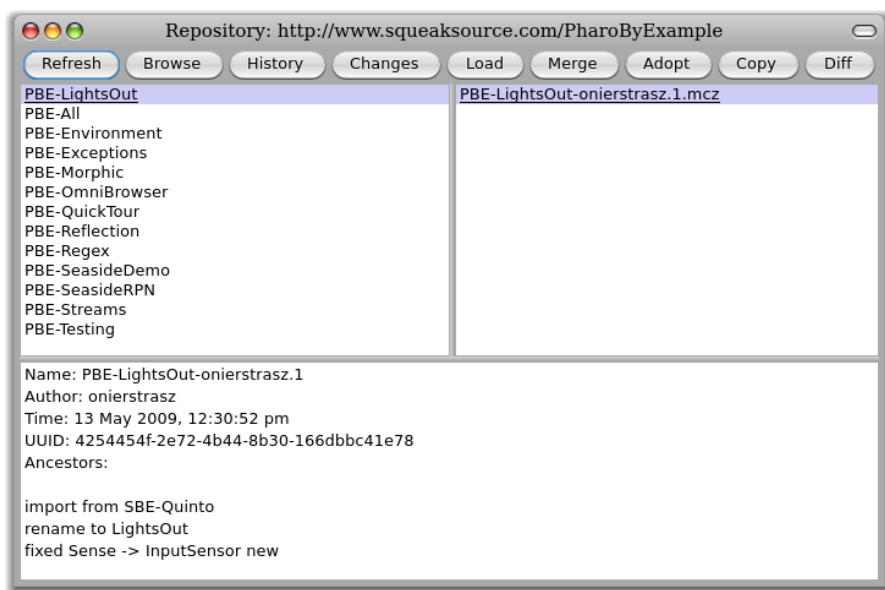 Repository: http://www.squeaksource.com/PharoByExample
Refresh Browse History Changes Load Merge Adopt Copy Diff
PBE-LightsOut
PBE-All
PBE-Environment
PBE-Exceptions
PBE-Morphic
PBE-OmniBrowser
PBE-QuickTour
PBE-Reflection
PBE-Regex
PBE-SeasideDemo
PBE-SeasideRPN
PBE-Streams
PBE-Testing
PBE-LightsOut-onierstrasz.1.mcz
Name: PBE-LightsOut-onierstrasz.1
Author: onierstrasz
Time: 13 May 2009, 12:30:52 pm
UUID: 4254454f-2e72-4b44-8b30-166dbbc41e78
Ancestors:
import from SBE-Quinto
rename to LightsOut
fixed Sense -> InputSensor new